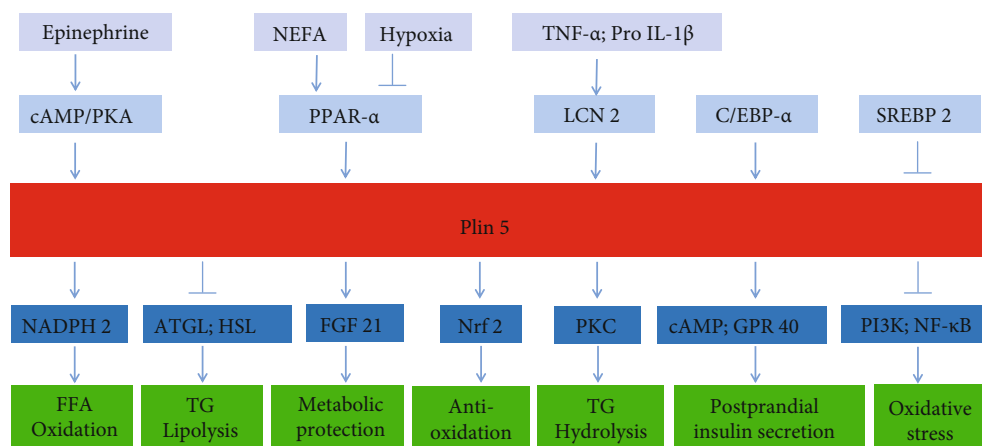 Epinephrine
NEFA
Hypoxia
TNF-α; Pro IL-1β
cAMP/PKA
PPAR-α
LCN 2
C/EBP-α
SREBP 2
Plin 5
NADPH 2
ATGL; HSL
FGF 21
Nrf 2
PKC
cAMP; GPR 40
PI3K; NF-κB
FFA
Oxidation
TG
Lipolysis
Metabolic
protection
Anti-
oxidation
TG
Hydrolysis
Postprandial
insulin secretion
Oxidative
stress